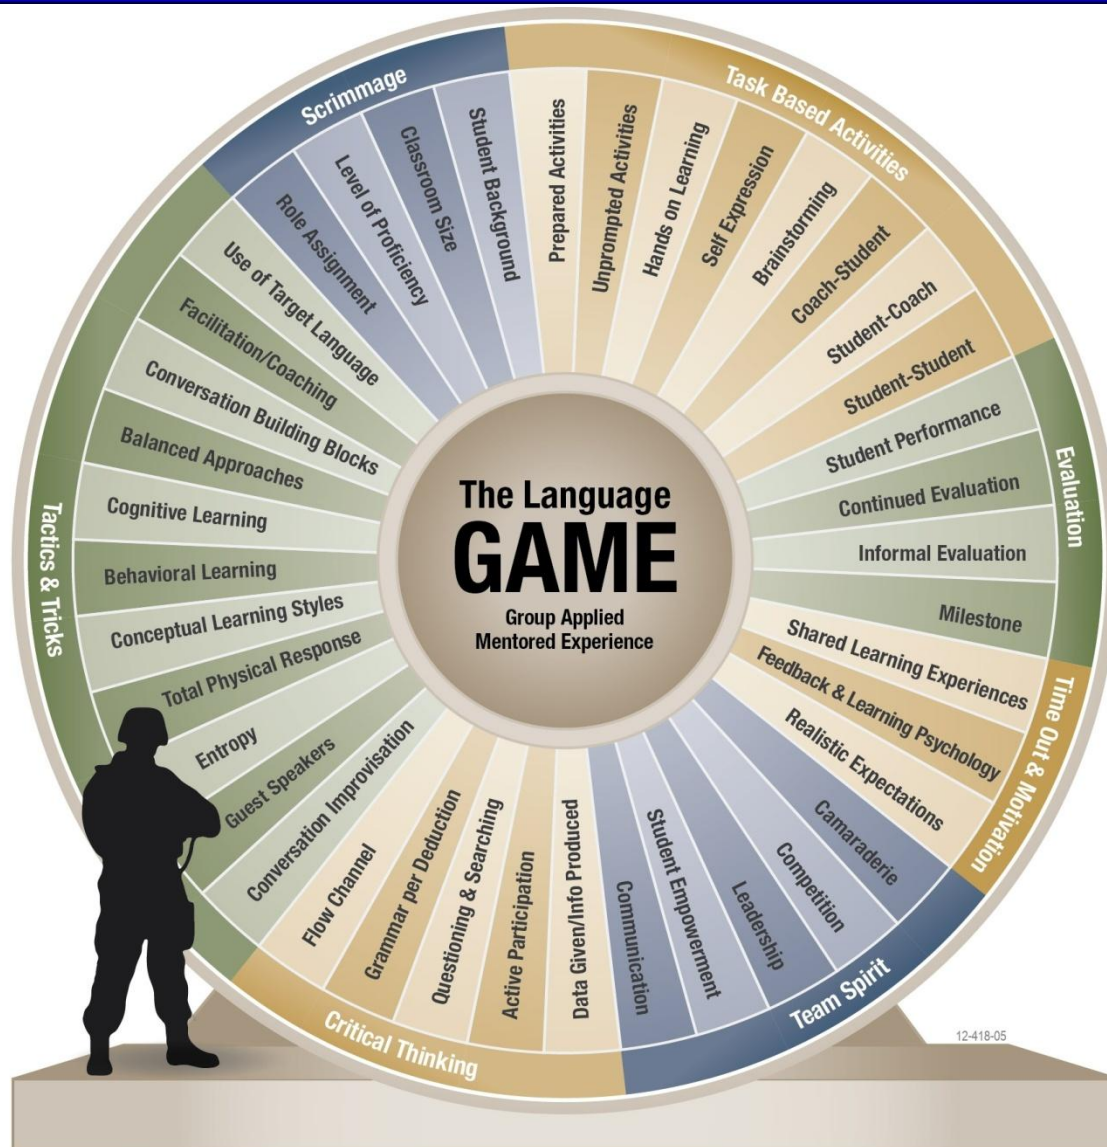 Scrimmage
Role Assignment
Level of Proficiency
Classroom Size
Student Background
Task Based Activities
Prepared Activities
Unprompted Activities
Hands on Learning
Self Expression
Brainstorming
Coach-Student
Student-Coach
Student-Student
Evaluation
Student Performance
Continued Evaluation
Informal Evaluation
Milestone
Time Out & Motivation
Shared Learning Experiences
Feedback & Learning Psychology
Realistic Expectations
Team Spirit
Camaraderie
Competition
Leadership
Student Empowerment
Communication
Critical Thinking
Data Given/Info Produced
Active Participation
Questioning & Searching
Grammar per Deduction
Flow Channel
Tactics & Tricks
Conversation Improvisation
Guest Speakers
Entropy
Total Physical Response
Conceptual Learning Styles
Behavioral Learning
Cognitive Learning
Balanced Approaches
Conversation Building Blocks
Facilitation/Coaching
Use of Target Language
The Language
GAME
Group Applied
Mentored Experience
12-418-05